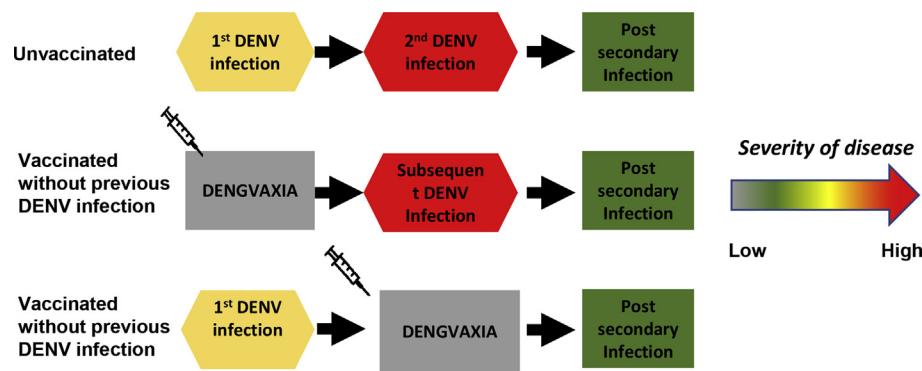 Unvaccinated
1st DENV
infection
2nd DENV
infection
Post
secondary
Infection
Vaccinated
without previous
DENV infection
DENGVAXIA
Subsequen
t DENV
Infection
Post
secondary
Infection
Severity of disease
Low
High
Vaccinated
without previous
DENV infection
1st DENV
infection
DENGVAXIA
Post
secondary
Infection